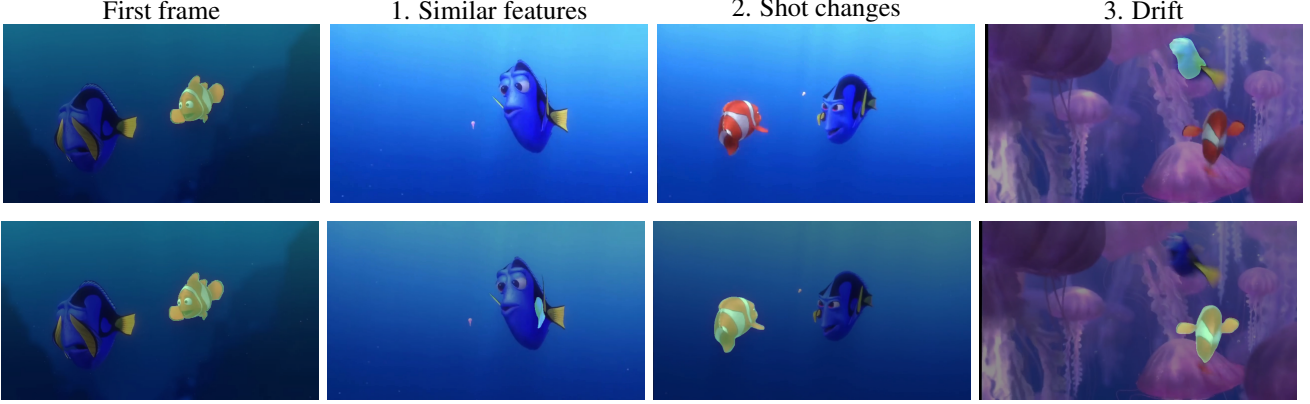 First frame
1. Similar features
2. Shot changes
3. Drift